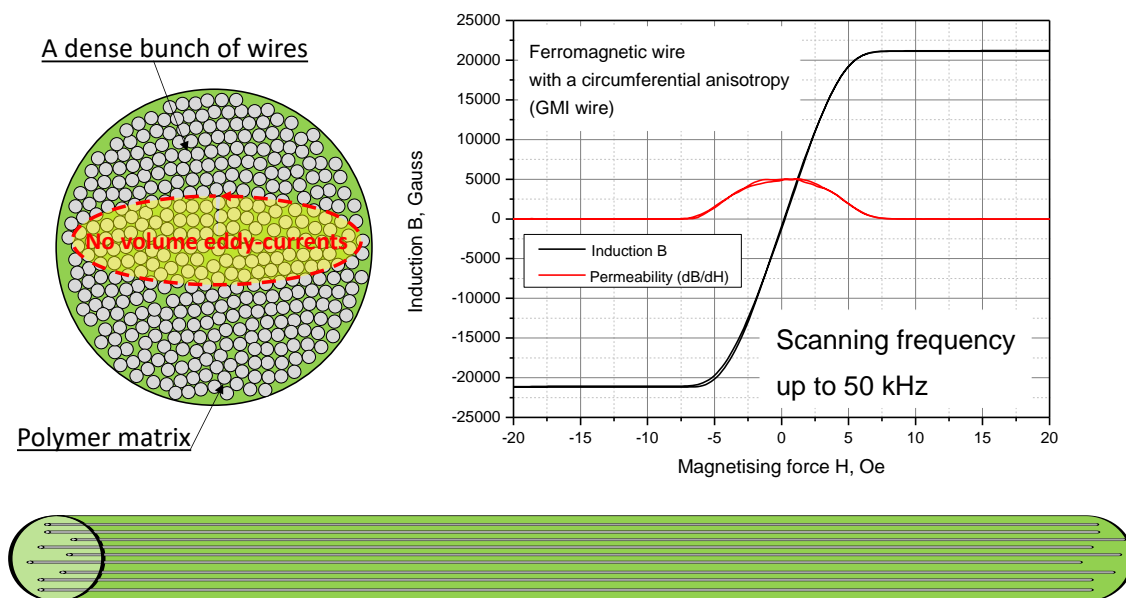 A dense bunch of wires
No volume eddy-currents
Polymer matrix
Induction B, Gauss
25000
20000
15000
10000
5000
0
-5000
-10000
-15000
-20000
-25000
Ferromagnetic wire
with a circumferential anisotropy
(GMI wire)
Induction B
Permeability (dB/dH)
Scanning frequency
up to 50 kHz
-20 -15 -10 -5 0 5 10 15 20
Magnetising force H, Oe